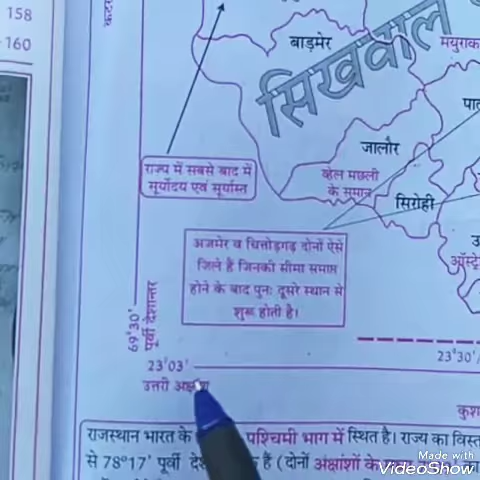 158
160
बाड़मेर
मयुराक
सिखवाल
जालौर
राज्य में सबसे बाद में
सूर्योदय एवं सूर्यास्त
व्हेल मछली
के समान
सिरोही
अजमेर व चित्तोड़गढ़ दोनों ऐसे
जिले है जिनकी सीमा समाप्त
होने के बाद पुनः दूसरे स्थान से
शुरू होती है।
69°30'
पूर्वी देशान्तर
23°03'
उत्तरी अक्षांश
23°30'
राजस्थान भारत के पश्चिमी भाग में स्थित है। राज्य का विस्त
से 78°17' पूर्वी (दोनों अक्षांशों के
Made with
VideoShow